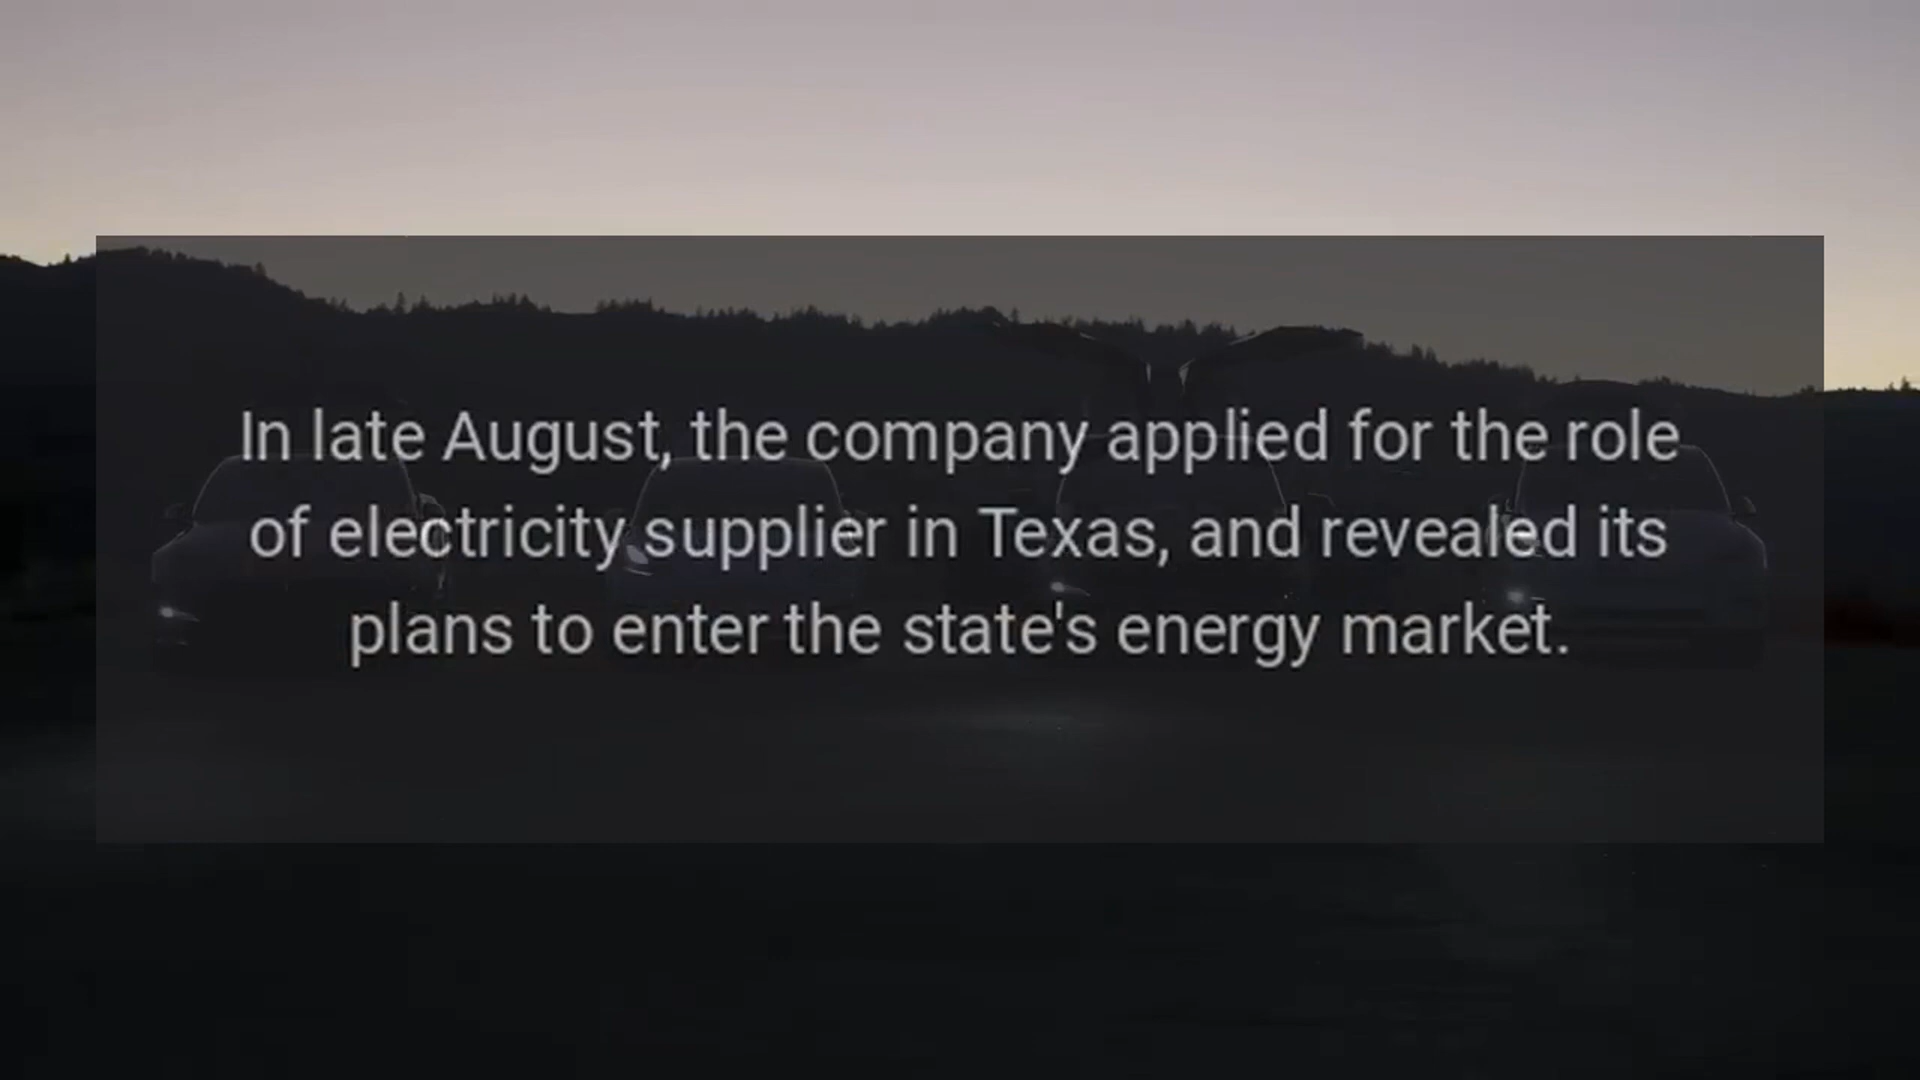 In late August, the company applied for the role
of electricity supplier in Texas, and revealed its
plans to enter the state's energy market.